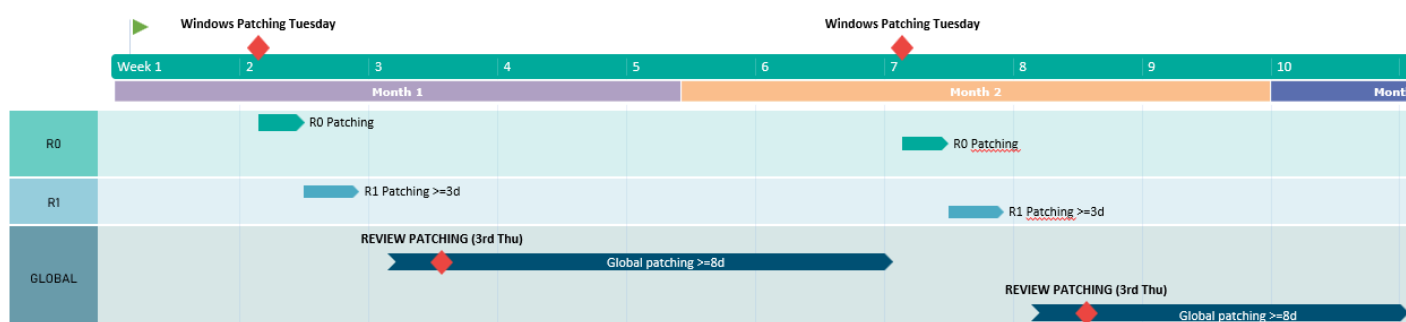 Windows Patching Tuesday
Windows Patching Tuesday
Week 1 2 3 4 5 6 7 8 9 10
Month 1 Month 2 Mont
R0
R0 Patching
R0 Patching
R1
R1 Patching >=3d
R1 Patching >=3d
GLOBAL
REVIEW PATCHING (3rd Thu)
Global patching >=8d
REVIEW PATCHING (3rd Thu)
Global patching >=8d